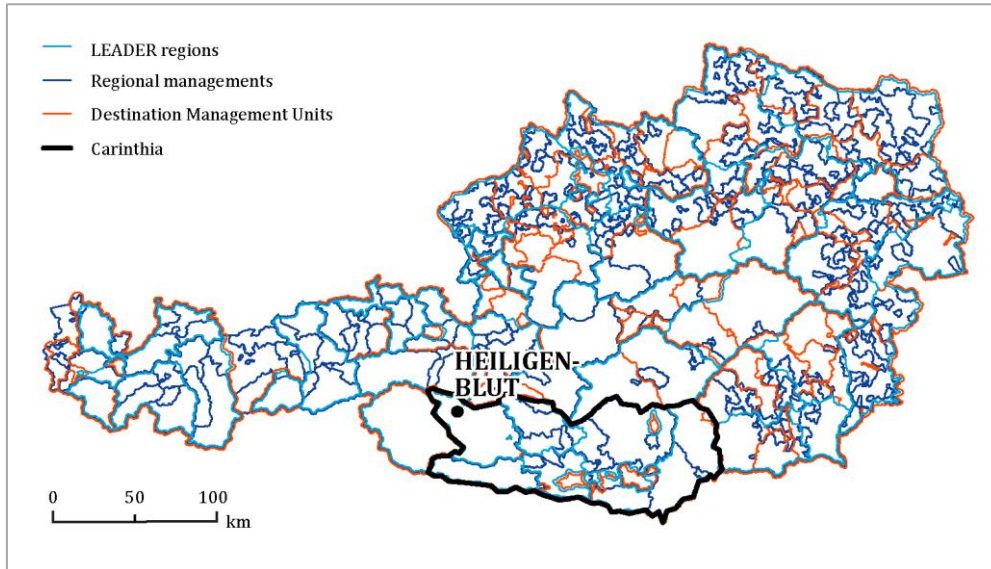 LEADER regions
Regional managements
Destination Management Units
Carinthia
HEILIGEN-
BLUT
0 50 100
km